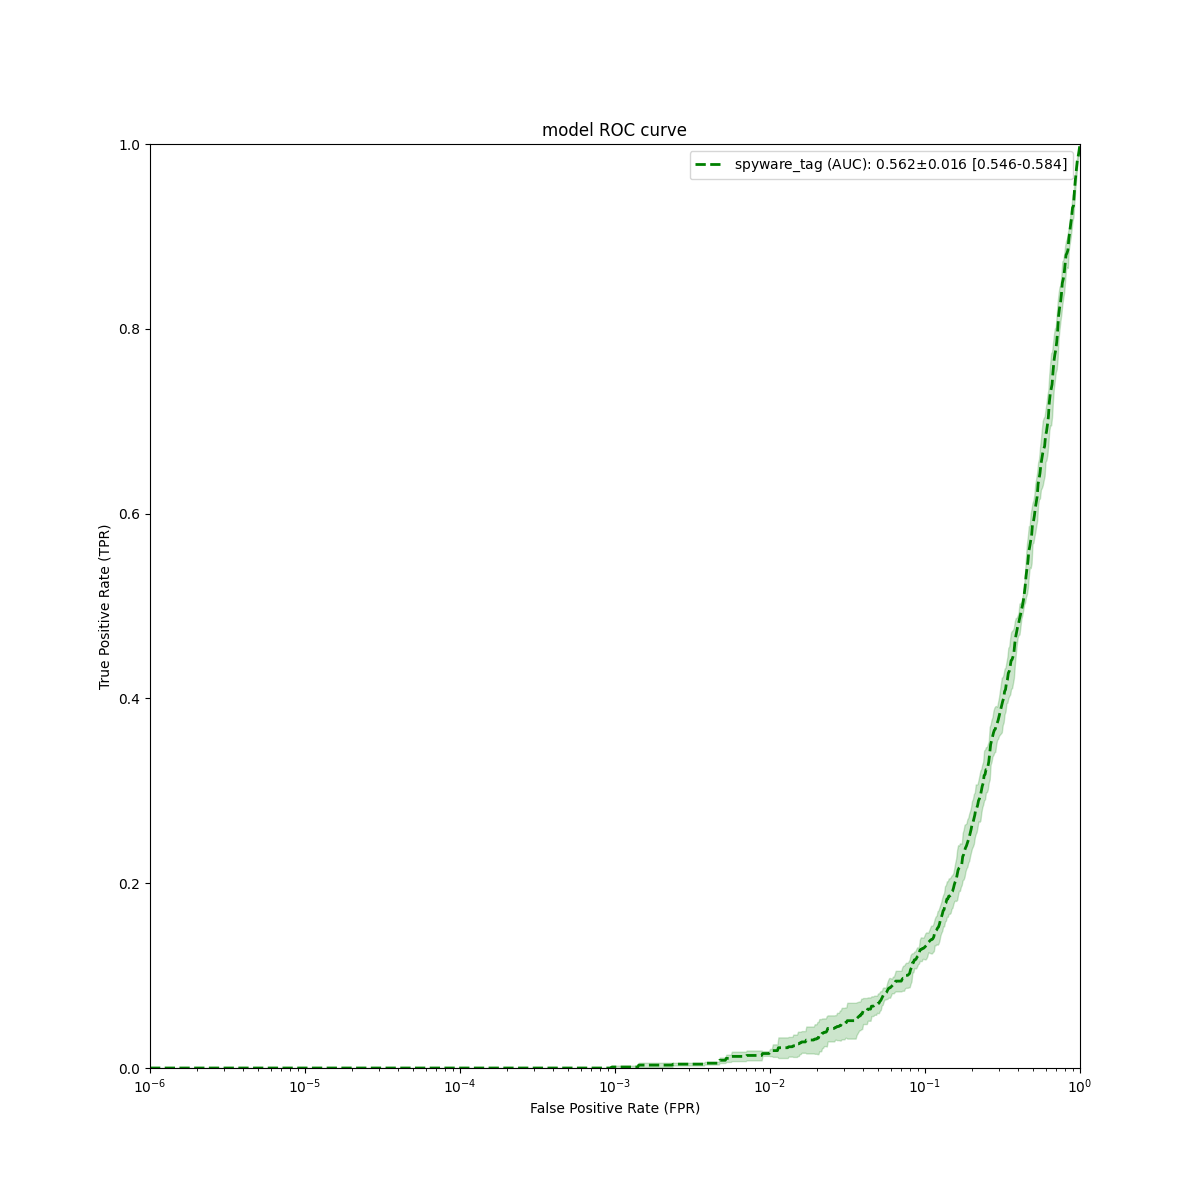 model ROC curve
spyware_tag (AUC): 0.562±0.016 [0.546-0.584]
1.0
0.8
0.6
0.4
0.2
0.0
True Positive Rate (TPR)
10⁻⁶ 10⁻⁵ 10⁻⁴ 10⁻³ 10⁻² 10⁻¹ 10⁰
False Positive Rate (FPR)